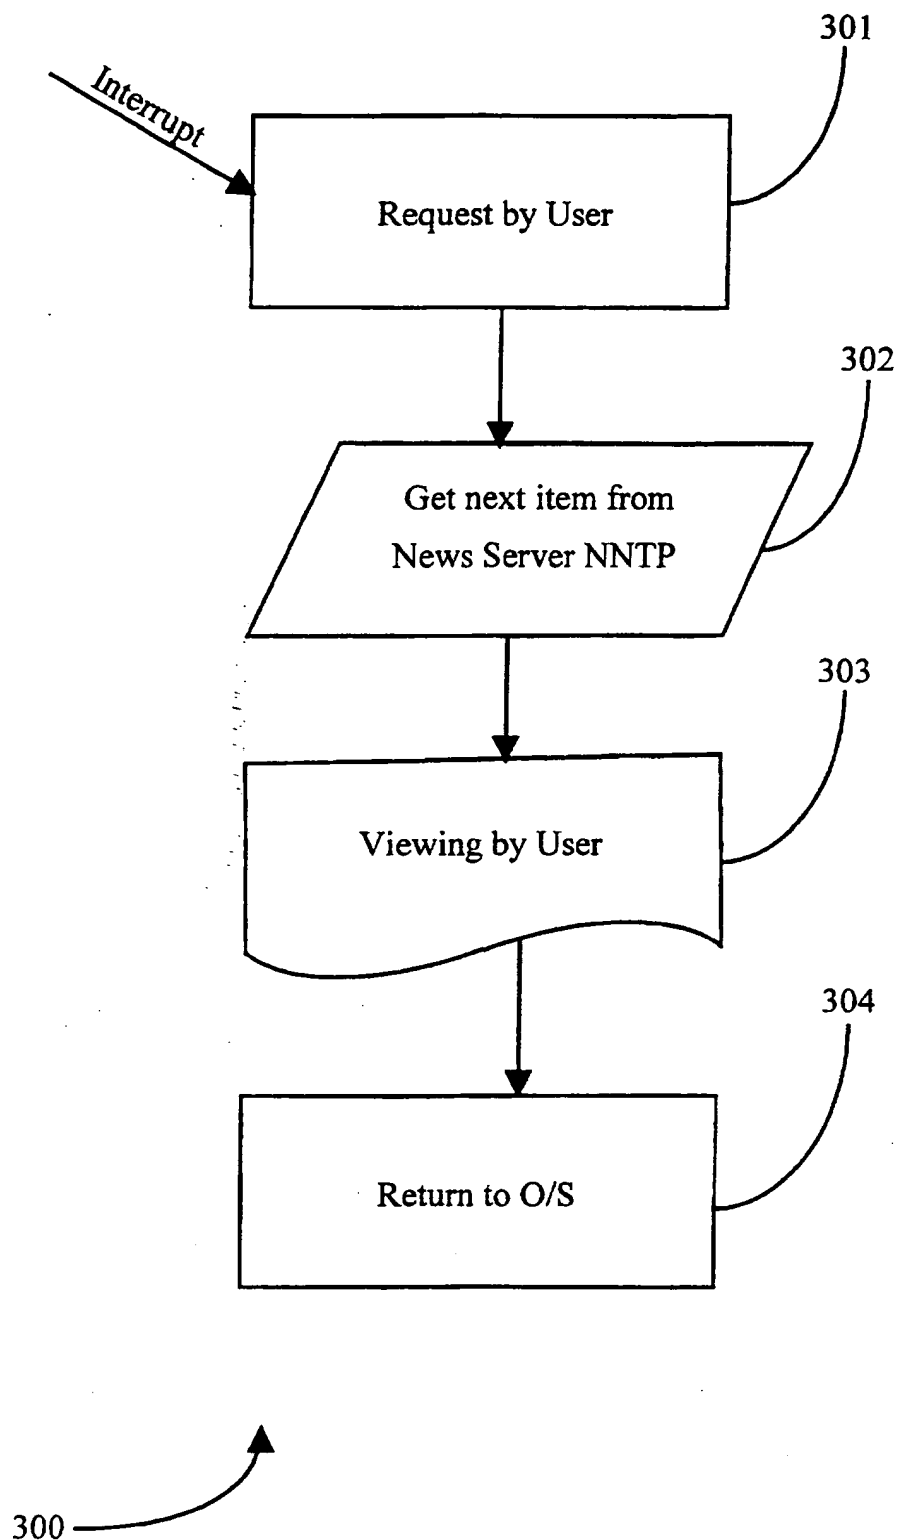 301
Interrupt
Request by User
302
Get next item from
News Server NNTP
303
Viewing by User
304
Return to O/S
300